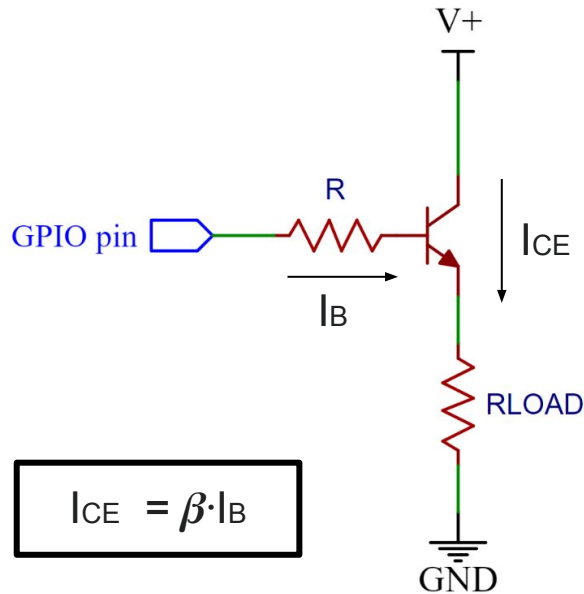 V+
R
GPIO pin
ICE
IB
RLOAD
ICE = β·IB
GND